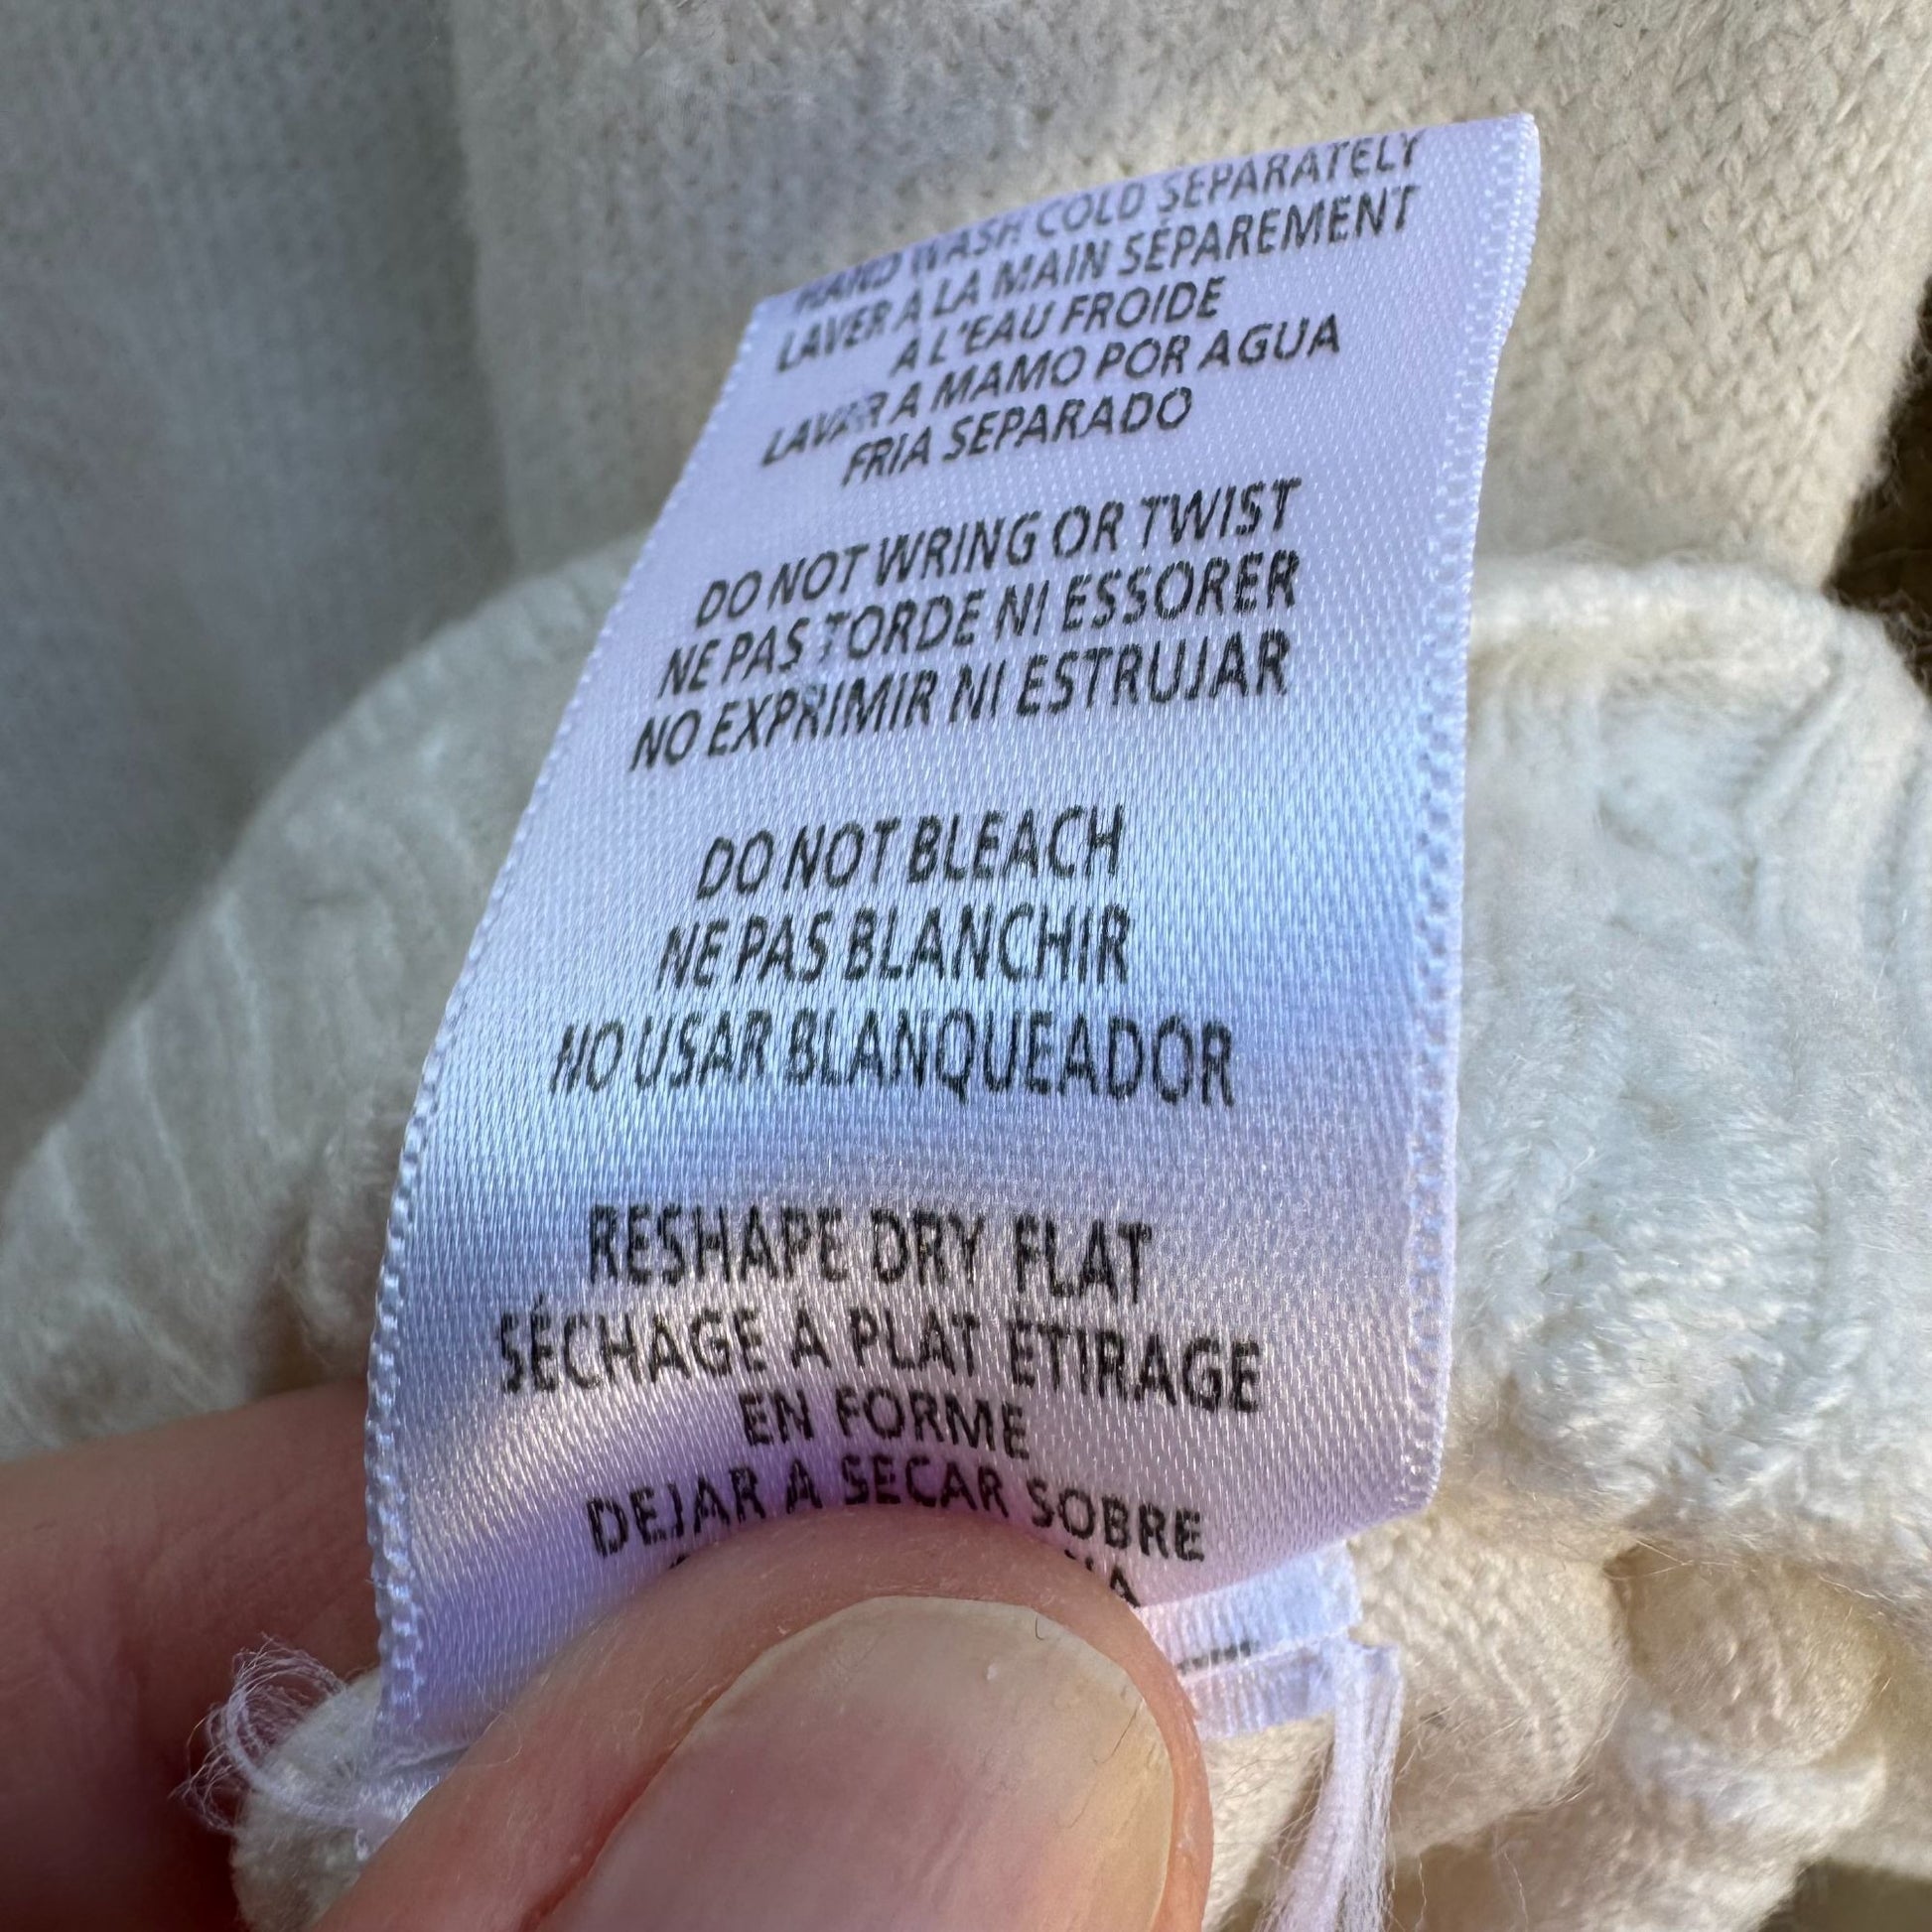 HAND WASH COLD SEPARATELY
LAVER A LA MAIN SÉPAREMENT
A L'EAU FROIDE
LAVAR A MAMO POR AGUA
FRIA SEPARADO
DO NOT WRING OR TWIST
NE PAS TORDE NI ESSORER
NO EXPRIMIR NI ESTRUJAR
DO NOT BLEACH
NE PAS BLANCHIR
NO USAR BLANQUEADOR
RESHAPE DRY FLAT
SÉCHAGE A PLAT ETIRAGE
EN FORME
DEJAR A SECAR SOBRE